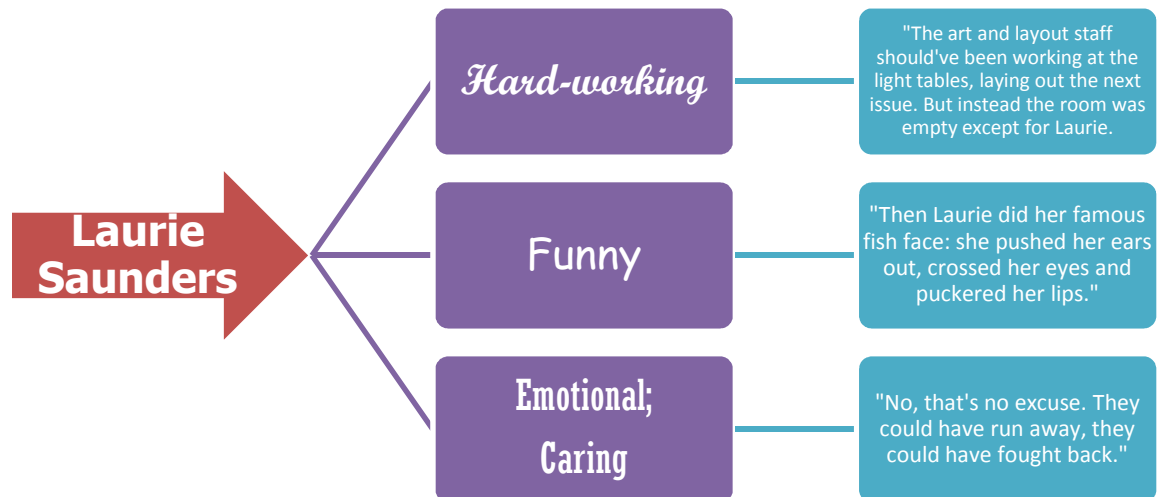 Laurie
Saunders
Hard-working
"The art and layout staff
should've been working at the
light tables, laying out the next
issue. But instead the room was
empty except for Laurie.
Funny
"Then Laurie did her famous
fish face: she pushed her ears
out, crossed her eyes and
puckered her lips."
Emotional;
Caring
"No, that's no excuse. They
could have run away, they
could have fought back."